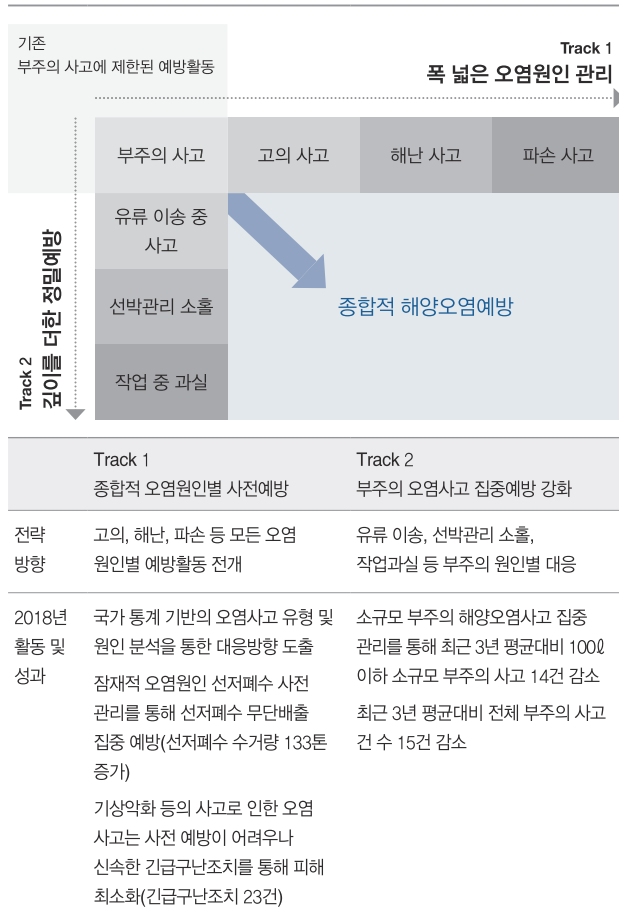 기존
부주의 사고에 제한된 예방활동
Track 1
폭 넓은 오염원인 관리
부주의 사고
고의 사고
해난 사고
파손 사고
유류 이송 중
사고
선박관리 소홀
작업 중 과실
Track 2
깊이를 더한 정밀예방
종합적 해양오염예방
Track 1
종합적 오염원인별 사전예방
Track 2
부주의 오염사고 집중예방 강화
전략
방향
고의, 해난, 파손 등 모든 오염
원인별 예방활동 전개
유류 이송, 선박관리 소홀,
작업과실 등 부주의 원인별 대응
2018년
활동 및
성과
국가 통계 기반의 오염사고 유형 및
원인 분석을 통한 대응방향 도출
잠재적 오염원인 선저폐수 사전
관리를 통해 선저폐수 무단배출
집중 예방(선저폐수 수거량 133톤
증가)
기상악화 등의 사고로 인한 오염
사고는 사전 예방이 어려우나
신속한 긴급구난조치를 통해 피해
최소화(긴급구난조치 23건)
소규모 부주의 해양오염사고 집중
관리를 통해 최근 3년 평균대비 100ℓ
이하 소규모 부주의 사고 14건 감소
최근 3년 평균대비 전체 부주의 사고
건 수 15건 감소